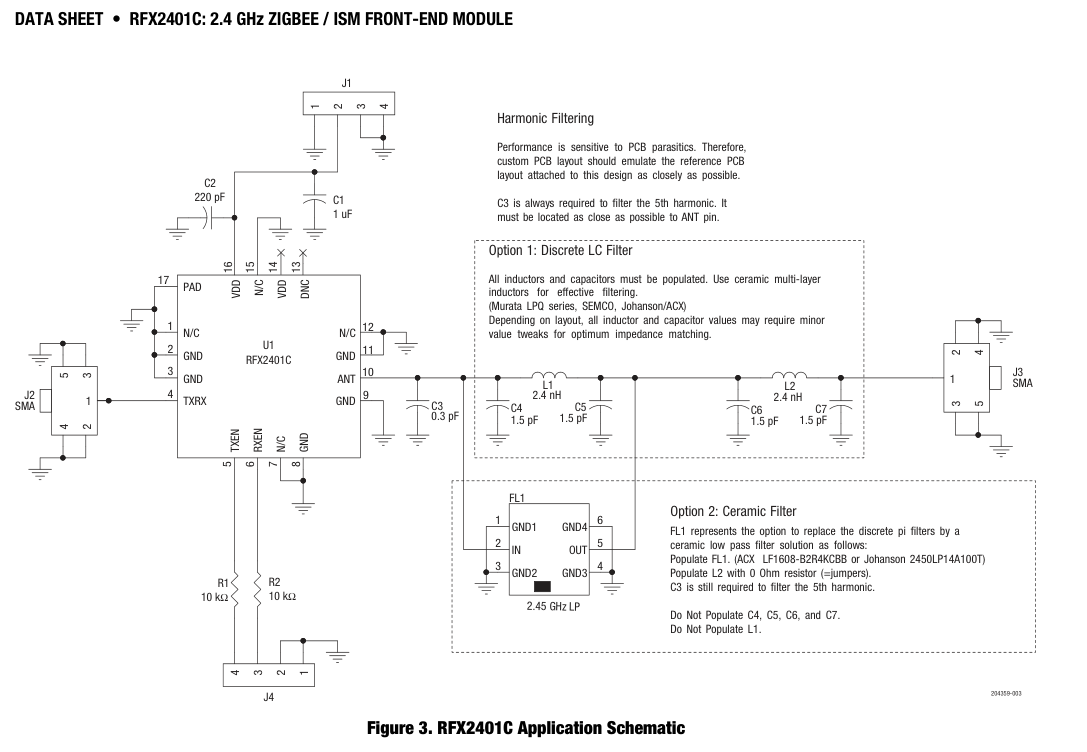 DATA SHEET • RFX2401C: 2.4 GHz ZIGBEE / ISM FRONT-END MODULE
J1
1 2 3 4
Harmonic Filtering
Performance is sensitive to PCB parasitics. Therefore,
custom PCB layout should emulate the reference PCB
layout attached to this design as closely as possible.
C3 is always required to filter the 5th harmonic. It
must be located as close as possible to ANT pin.
C2
220 pF
C1
1 uF
Option 1: Discrete LC Filter
All inductors and capacitors must be populated. Use ceramic multi-layer
inductors for effective filtering.
(Murata LPQ series, SEMCO, Johanson/ACX)
Depending on layout, all inductor and capacitor values may require minor
value tweaks for optimum impedance matching.
16 15 14 13
VDD N/C VDD DNC
17 PAD
1 N/C
2 GND
3 GND
4 TXRX
U1
RFX2401C
N/C 12
GND 11
ANT 10
GND 9
TXEN RXEN N/C GND
5 6 7 8
J2
SMA
5 3
1
4 2
C3
0.3 pF
C4
1.5 pF
L1
2.4 nH
C5
1.5 pF
C6
1.5 pF
L2
2.4 nH
C7
1.5 pF
2 4
1
3 5
J3
SMA
FL1
1 GND1
2 IN
3 GND2
GND4 6
OUT 5
GND3 4
2.45 GHz LP
Option 2: Ceramic Filter
FL1 represents the option to replace the discrete pi filters by a
ceramic low pass filter solution as follows:
Populate FL1. (ACX LF1608-B2R4KCBB or Johanson 2450LP14A100T)
Populate L2 with 0 Ohm resistor (=jumpers).
C3 is still required to filter the 5th harmonic.
Do Not Populate C4, C5, C6, and C7.
Do Not Populate L1.
R1
10 kΩ
R2
10 kΩ
4 3 2 1
J4
204359-003
Figure 3. RFX2401C Application Schematic